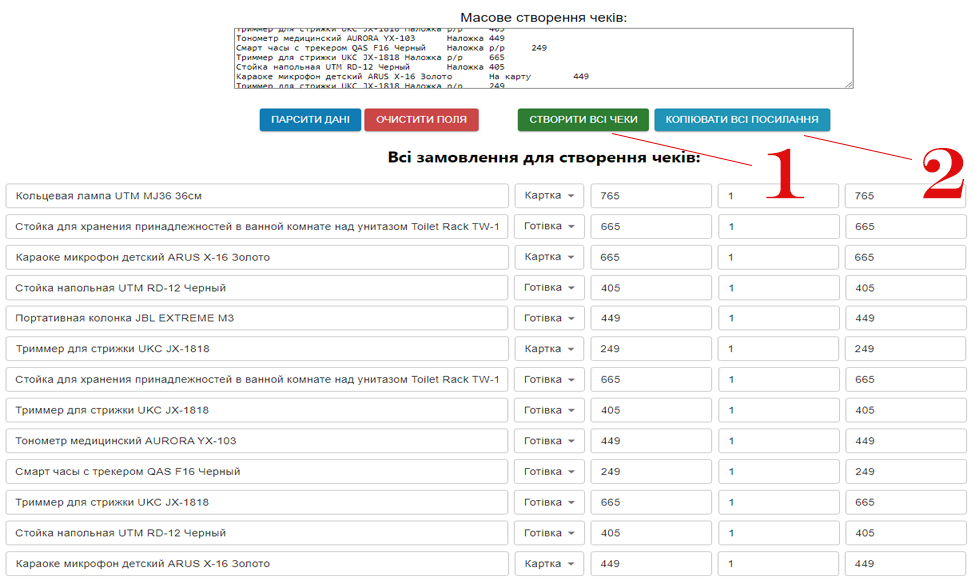 Масове створення чеків:
Триммер для стрижки UKC JX-1818 Наложка р/р 405
Тонометр медицинский AURORA YX-103 Наложка 449
Смарт часы с трекером QAS F16 Черный Наложка р/р 249
Триммер для стрижки UKC JX-1818 Наложка р/р 665
Стойка напольная UTM RD-12 Черный Наложка 405
Караоке микрофон детский ARUS X-16 Золото На карту 449
Триммер для стрижки UKC JX-1818 Наложка р/р 249
ПАРСИТИ ДАНІ ОЧИСТИТИ ПОЛЯ СТВОРИТИ ВСІ ЧЕКИ КОПІЮВАТИ ВСІ ПОСИЛАННЯ
1 2
Всі замовлення для створення чеків:
Кольцевая лампа UTM MJ36 36см Картка 765 1 765
Стойка для хранения принадлежностей в ванной комнате над унитазом Toilet Rack TW-1 Готівка 665 1 665
Караоке микрофон детский ARUS X-16 Золото Картка 665 1 665
Стойка напольная UTM RD-12 Черный Готівка 405 1 405
Портативная колонка JBL EXTREME M3 Готівка 449 1 449
Триммер для стрижки UKC JX-1818 Картка 249 1 249
Стойка для хранения принадлежностей в ванной комнате над унитазом Toilet Rack TW-1 Готівка 665 1 665
Триммер для стрижки UKC JX-1818 Готівка 405 1 405
Тонометр медицинский AURORA YX-103 Готівка 449 1 449
Смарт часы с трекером QAS F16 Черный Готівка 249 1 249
Триммер для стрижки UKC JX-1818 Готівка 665 1 665
Стойка напольная UTM RD-12 Черный Готівка 405 1 405
Караоке микрофон детский ARUS X-16 Золото Картка 449 1 449